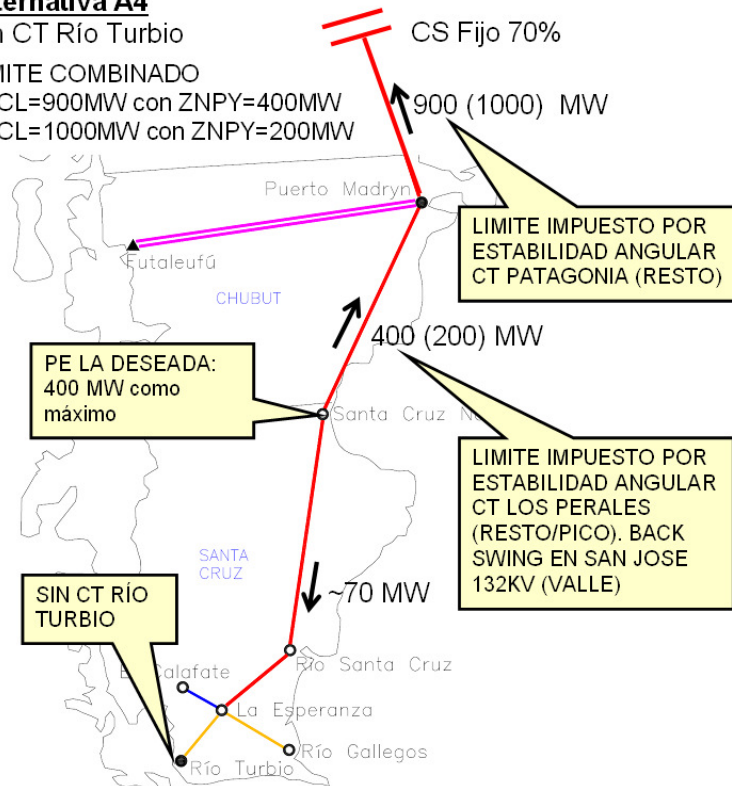 ternativa A4
CT Río Turbio
CS Fijo 70%
MITE COMBINADO
CL=900MW con ZNPY=400MW
CL=1000MW con ZNPY=200MW
900 (1000) MW
Puerto Madryn
LIMITE IMPUESTO POR
ESTABILIDAD ANGULAR
CT PATAGONIA (RESTO)
Futaleufú
CHUBUT
400 (200) MW
PE LA DESEADA:
400 MW como
máximo
Santa Cruz N
LIMITE IMPUESTO POR
ESTABILIDAD ANGULAR
CT LOS PERALES
(RESTO/PICO). BACK
SWING EN SAN JOSE
132KV (VALLE)
SANTA
CRUZ
SIN CT RÍO
TURBIO
~70 MW
Río Santa Cruz
Calafate
La Esperanza
Río Gallegos
Río Turbio